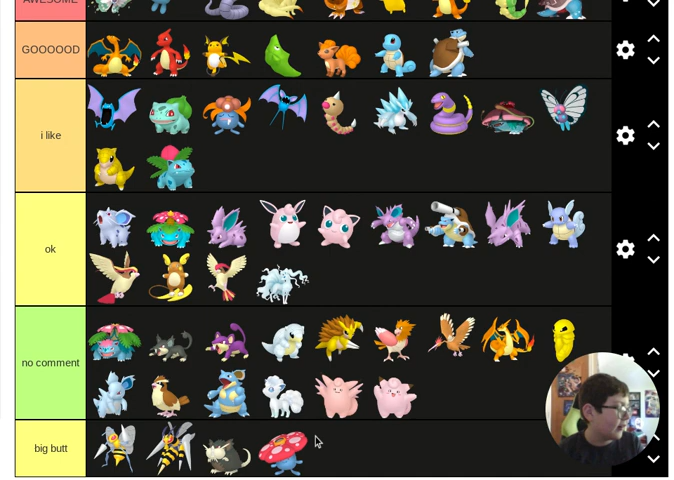 AWESOME
GOOOOOD
i like
ok
no comment
big butt